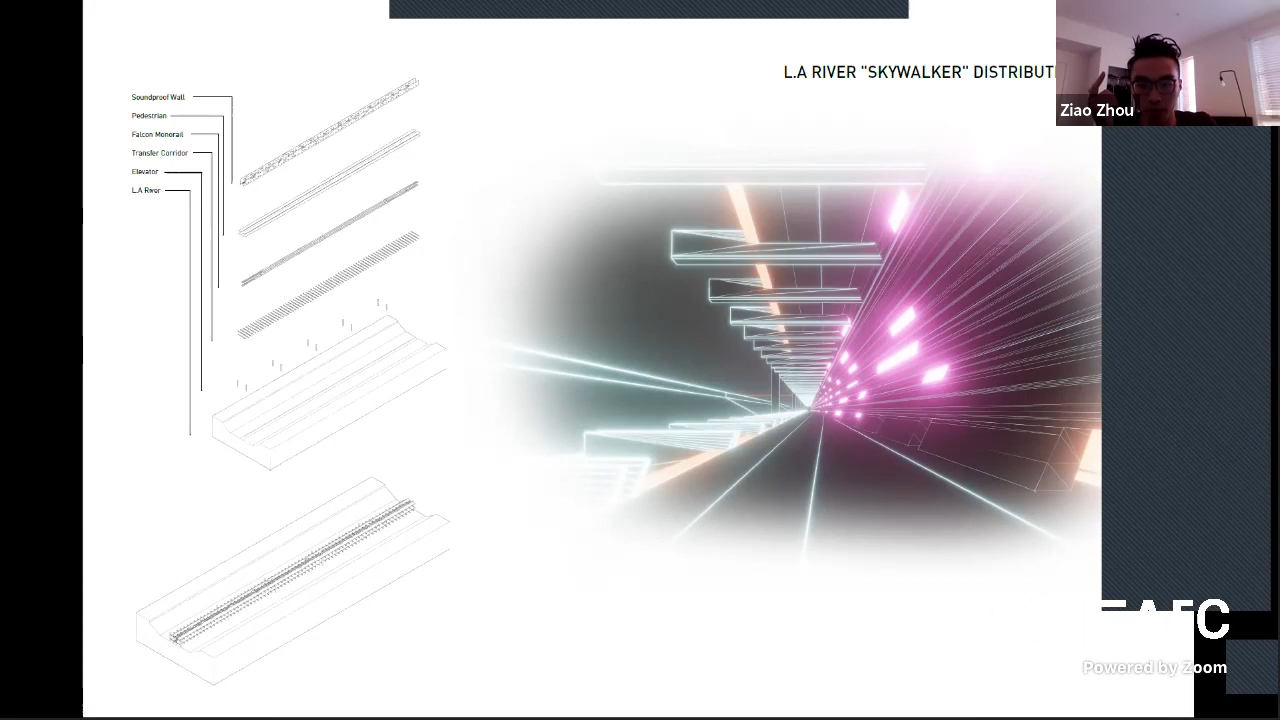 L.A RIVER "SKYWALKER" DISTRIBUT
Ziao Zhou
Soundproof Wall
Pedestrian
Falcon Monorail
Transfer Corridor
Elevator
L.A River
Powered by Zoom